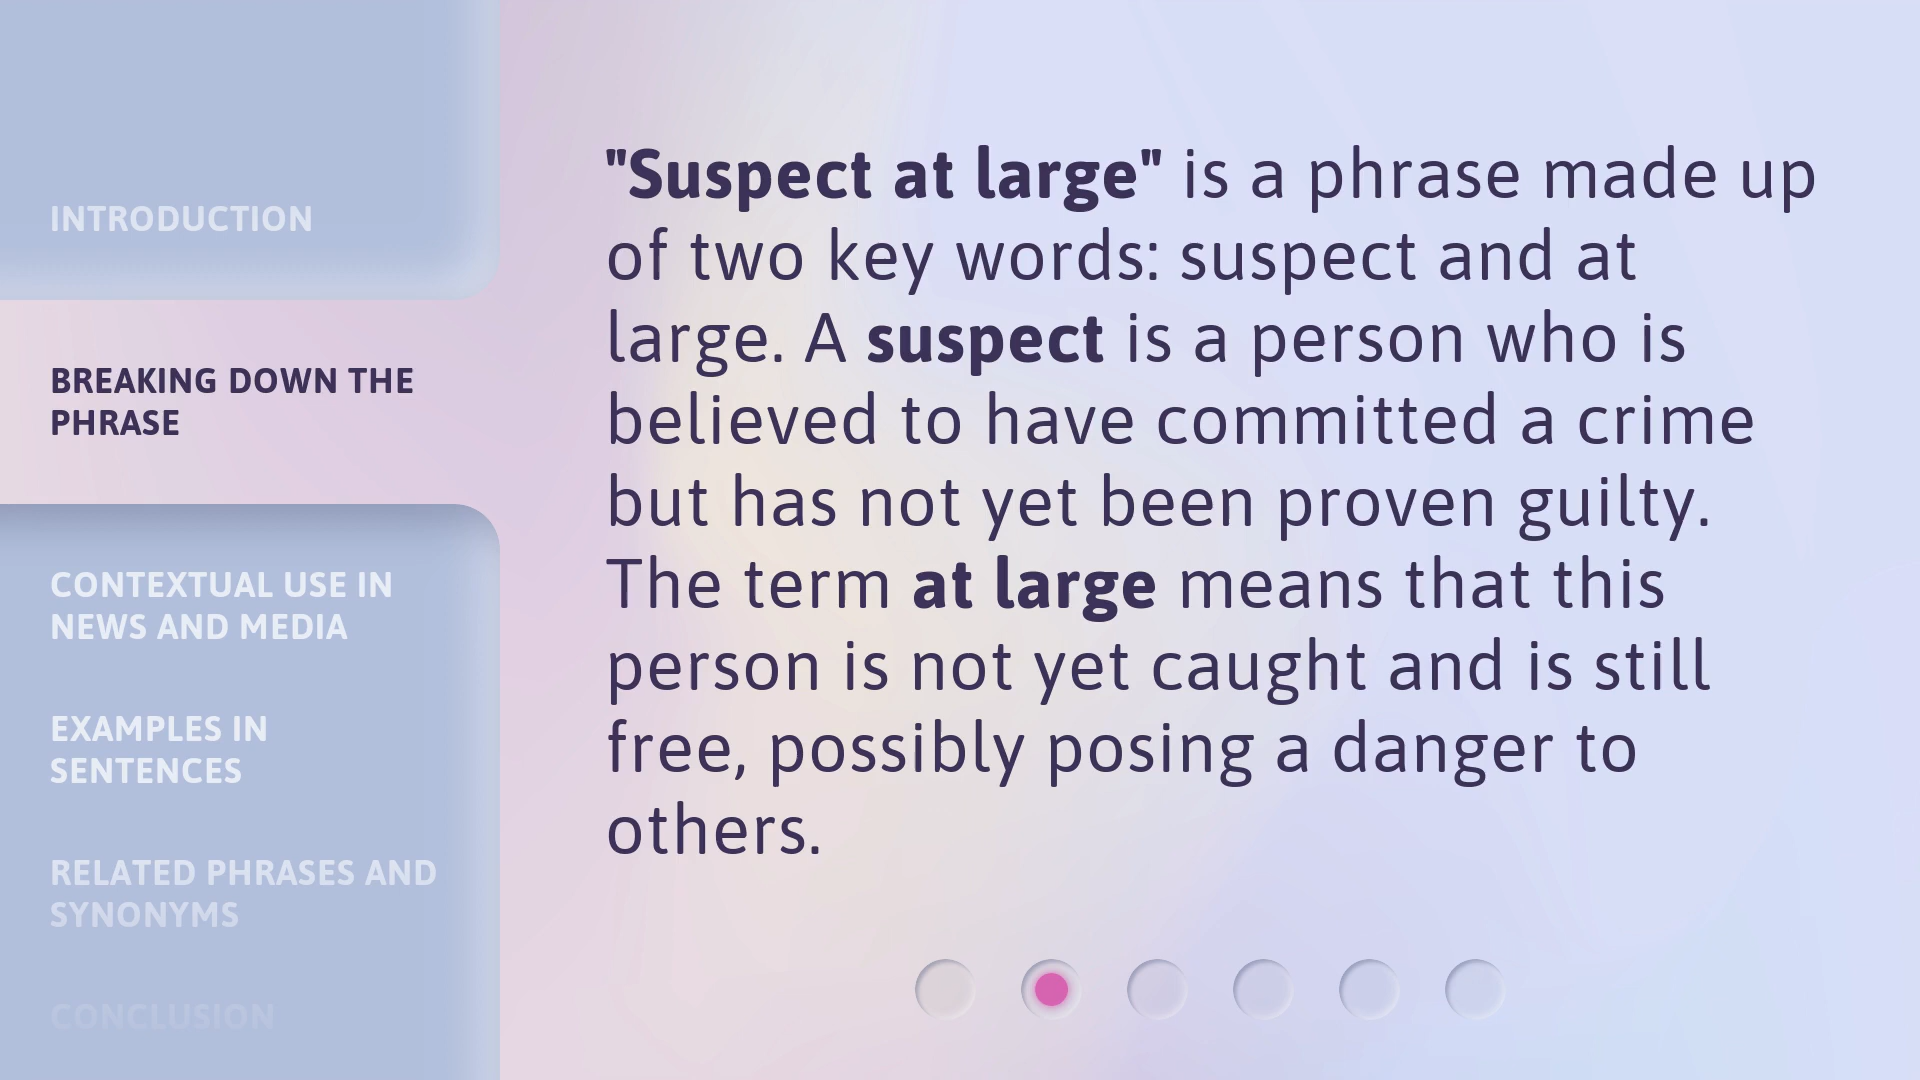 INTRODUCTION
BREAKING DOWN THE
PHRASE
CONTEXTUAL USE IN
NEWS AND MEDIA
EXAMPLES IN
SENTENCES
RELATED PHRASES AND
SYNONYMS
CONCLUSION
"Suspect at large" is a phrase made up
of two key words: suspect and at
large. A suspect is a person who is
believed to have committed a crime
but has not yet been proven guilty.
The term at large means that this
person is not yet caught and is still
free, possibly posing a danger to
others.